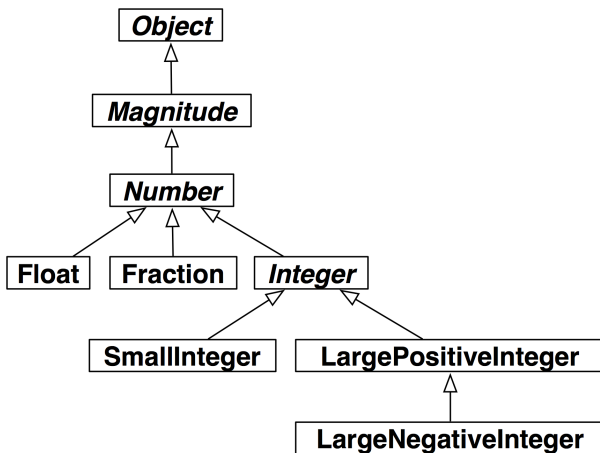 Object
Magnitude
Number
Float
Fraction
Integer
SmallInteger
LargePositiveInteger
LargeNegativeInteger